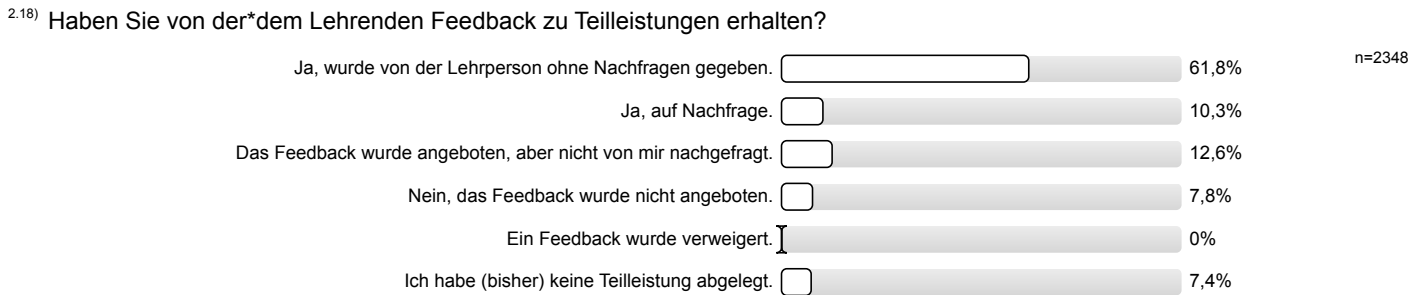 2.18) Haben Sie von der*dem Lehrenden Feedback zu Teilleistungen erhalten?
Ja, wurde von der Lehrperson ohne Nachfragen gegeben. 61,8% n=2348
Ja, auf Nachfrage. 10,3%
Das Feedback wurde angeboten, aber nicht von mir nachgefragt. 12,6%
Nein, das Feedback wurde nicht angeboten. 7,8%
Ein Feedback wurde verweigert. 0%
Ich habe (bisher) keine Teilleistung abgelegt. 7,4%